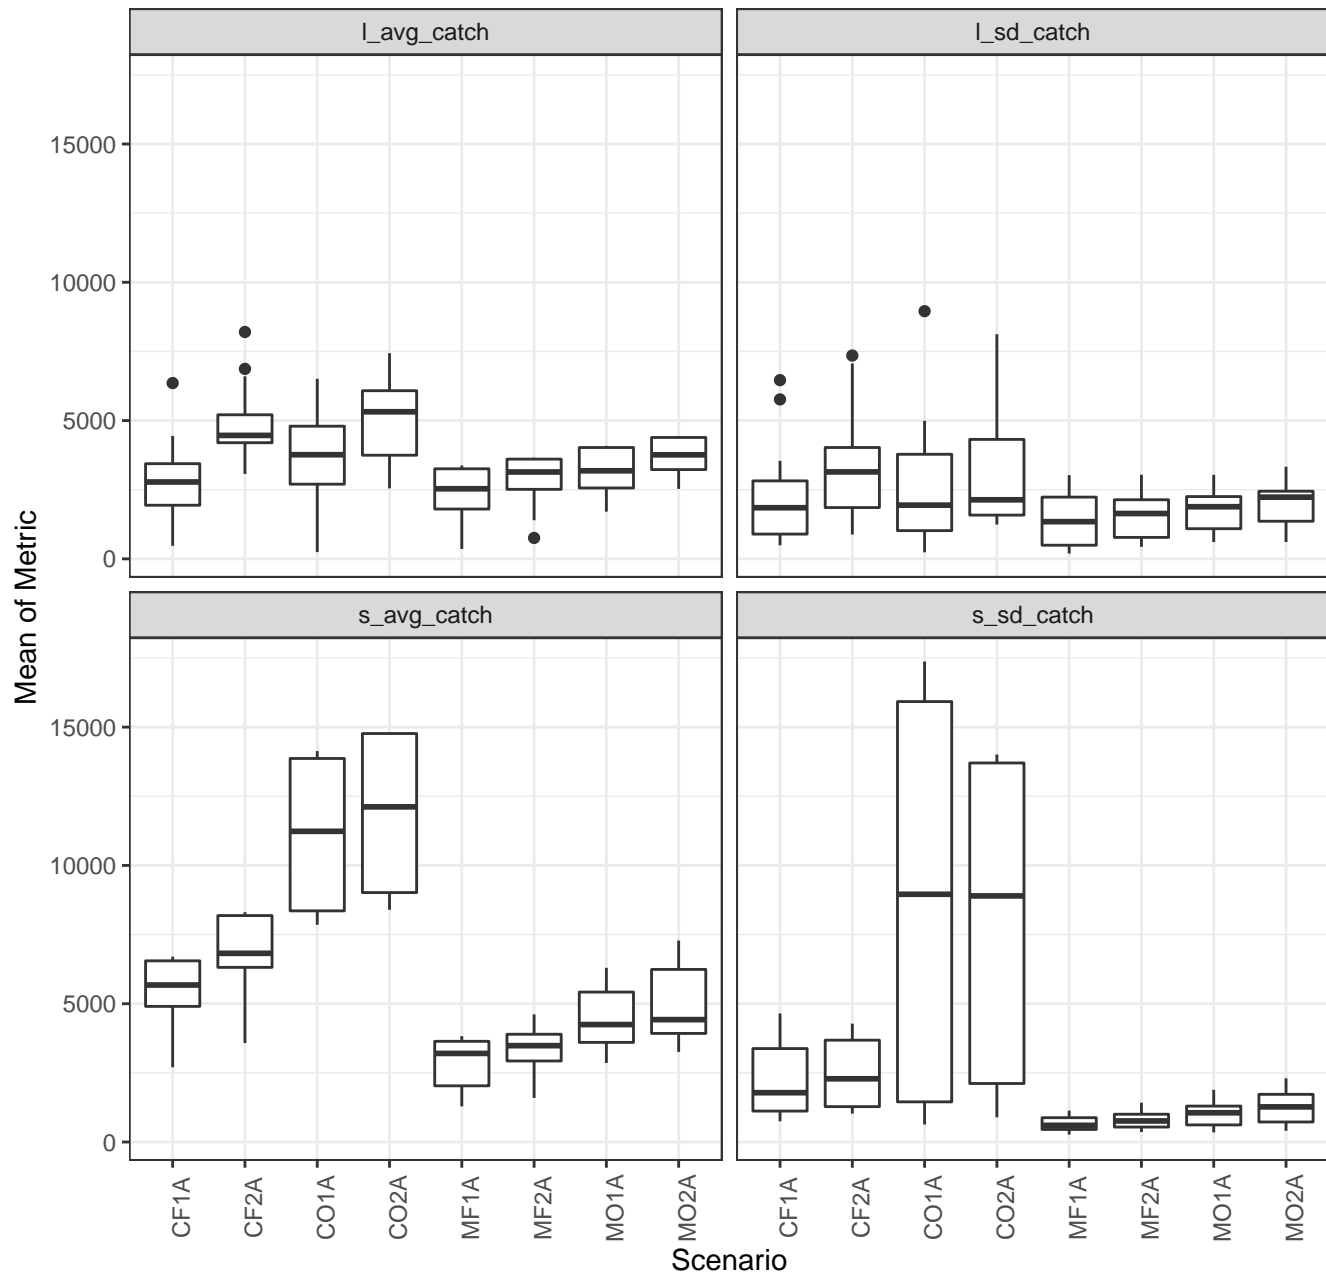 l_avg_catch
l_sd_catch
15000
10000
5000
0
Mean of Metric
s_avg_catch
s_sd_catch
15000
10000
5000
0
CF1A CF2A CO1A CO2A MF1A MF2A MO1A MO2A
CF1A CF2A CO1A CO2A MF1A MF2A MO1A MO2A
Scenario